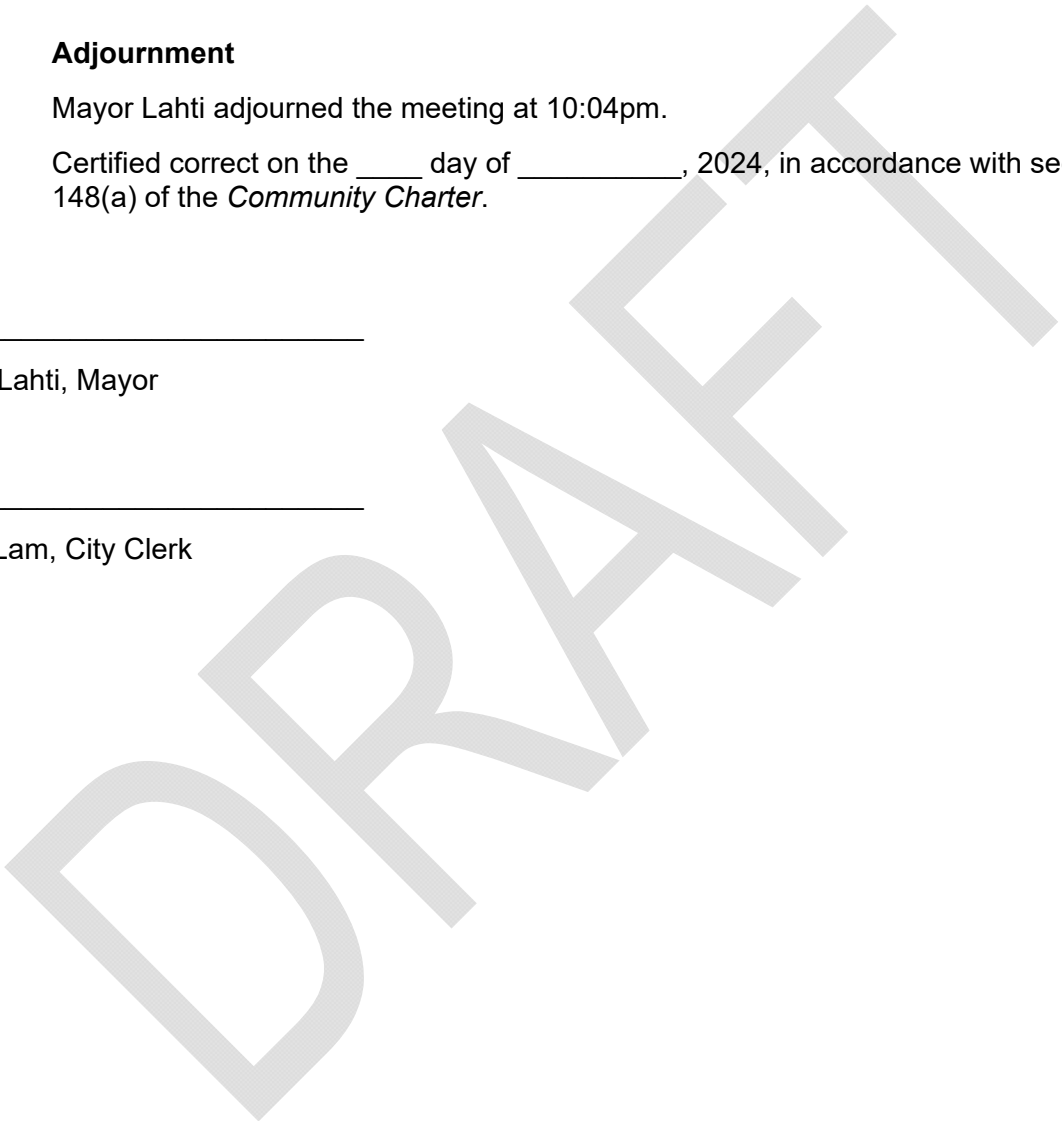 Adjournment
Mayor Lahti adjourned the meeting at 10:04pm.
Certified correct on the ____ day of __________, 2024, in accordance with se
148(a) of the Community Charter.
Lahti, Mayor
Lam, City Clerk
DRAFT